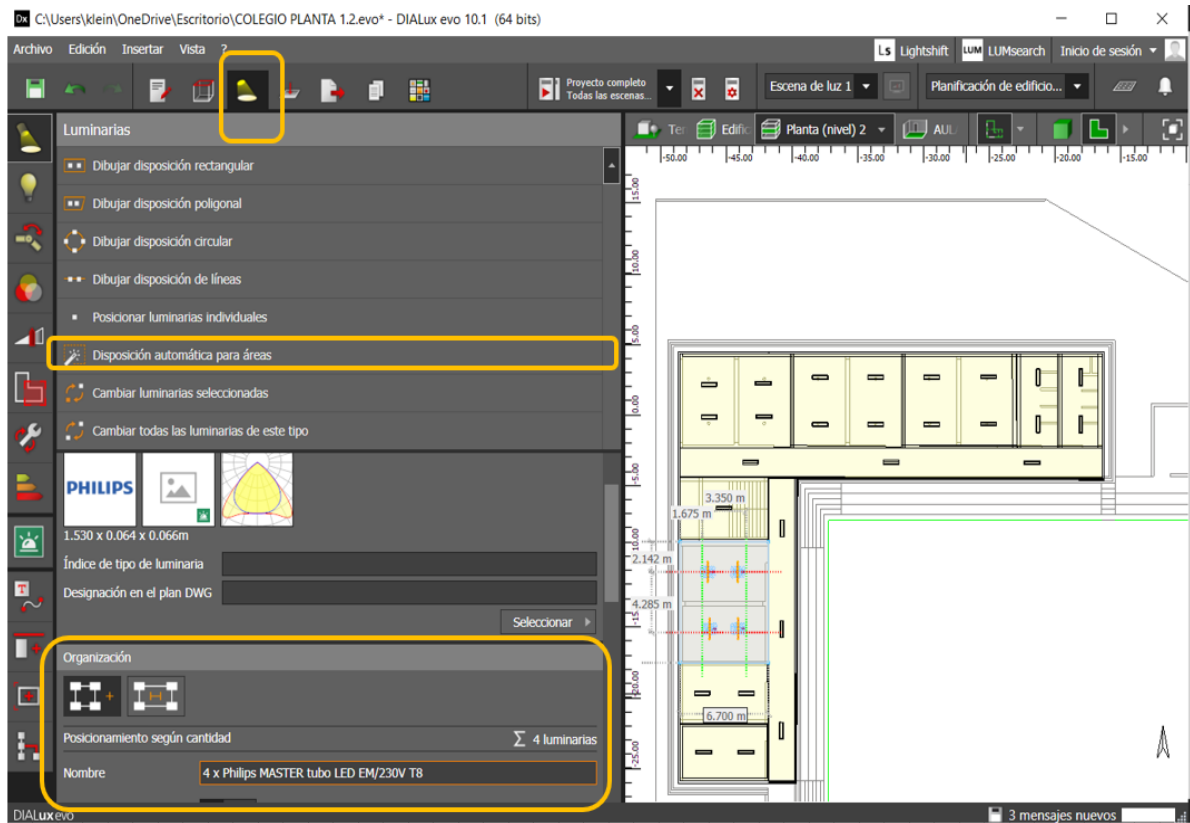 C:\Users\klein\OneDrive\Escritorio\COLEGIO PLANTA 1.2.evo* - DIALux evo 10.1 (64 bits)
Archivo Edición Insertar Vista ?
Ls Lightshift LUM LUMsearch Inicio de sesión
Proyecto completo
Todas las escenas...
Escena de luz 1
Planificación de edificio...
Luminarias
Ter Edific Planta (nivel) 2 AUL
Dibujar disposición rectangular
Dibujar disposición poligonal
Dibujar disposición circular
Dibujar disposición de líneas
Posicionar luminarias individuales
Disposición automática para áreas
Cambiar luminarias seleccionadas
Cambiar todas las luminarias de este tipo
PHILIPS
1.530 x 0.064 x 0.066m
Índice de tipo de luminaria
Designación en el plan DWG
Seleccionar
Organización
Posicionamiento según cantidad
∑ 4 luminarias
Nombre
4 x Philips MASTER tubo LED EM/230V T8
-50.00 -45.00 -40.00 -35.00 -30.00 -25.00 -20.00 -15.00
15.00
10.00
5.00
0.00
-5.00
-10.00
-15.
-20.00
-25.00
3.350 m
1.675 m
2.142 m
4.285 m
6.700 m
DIALux evo
3 mensajes nuevos